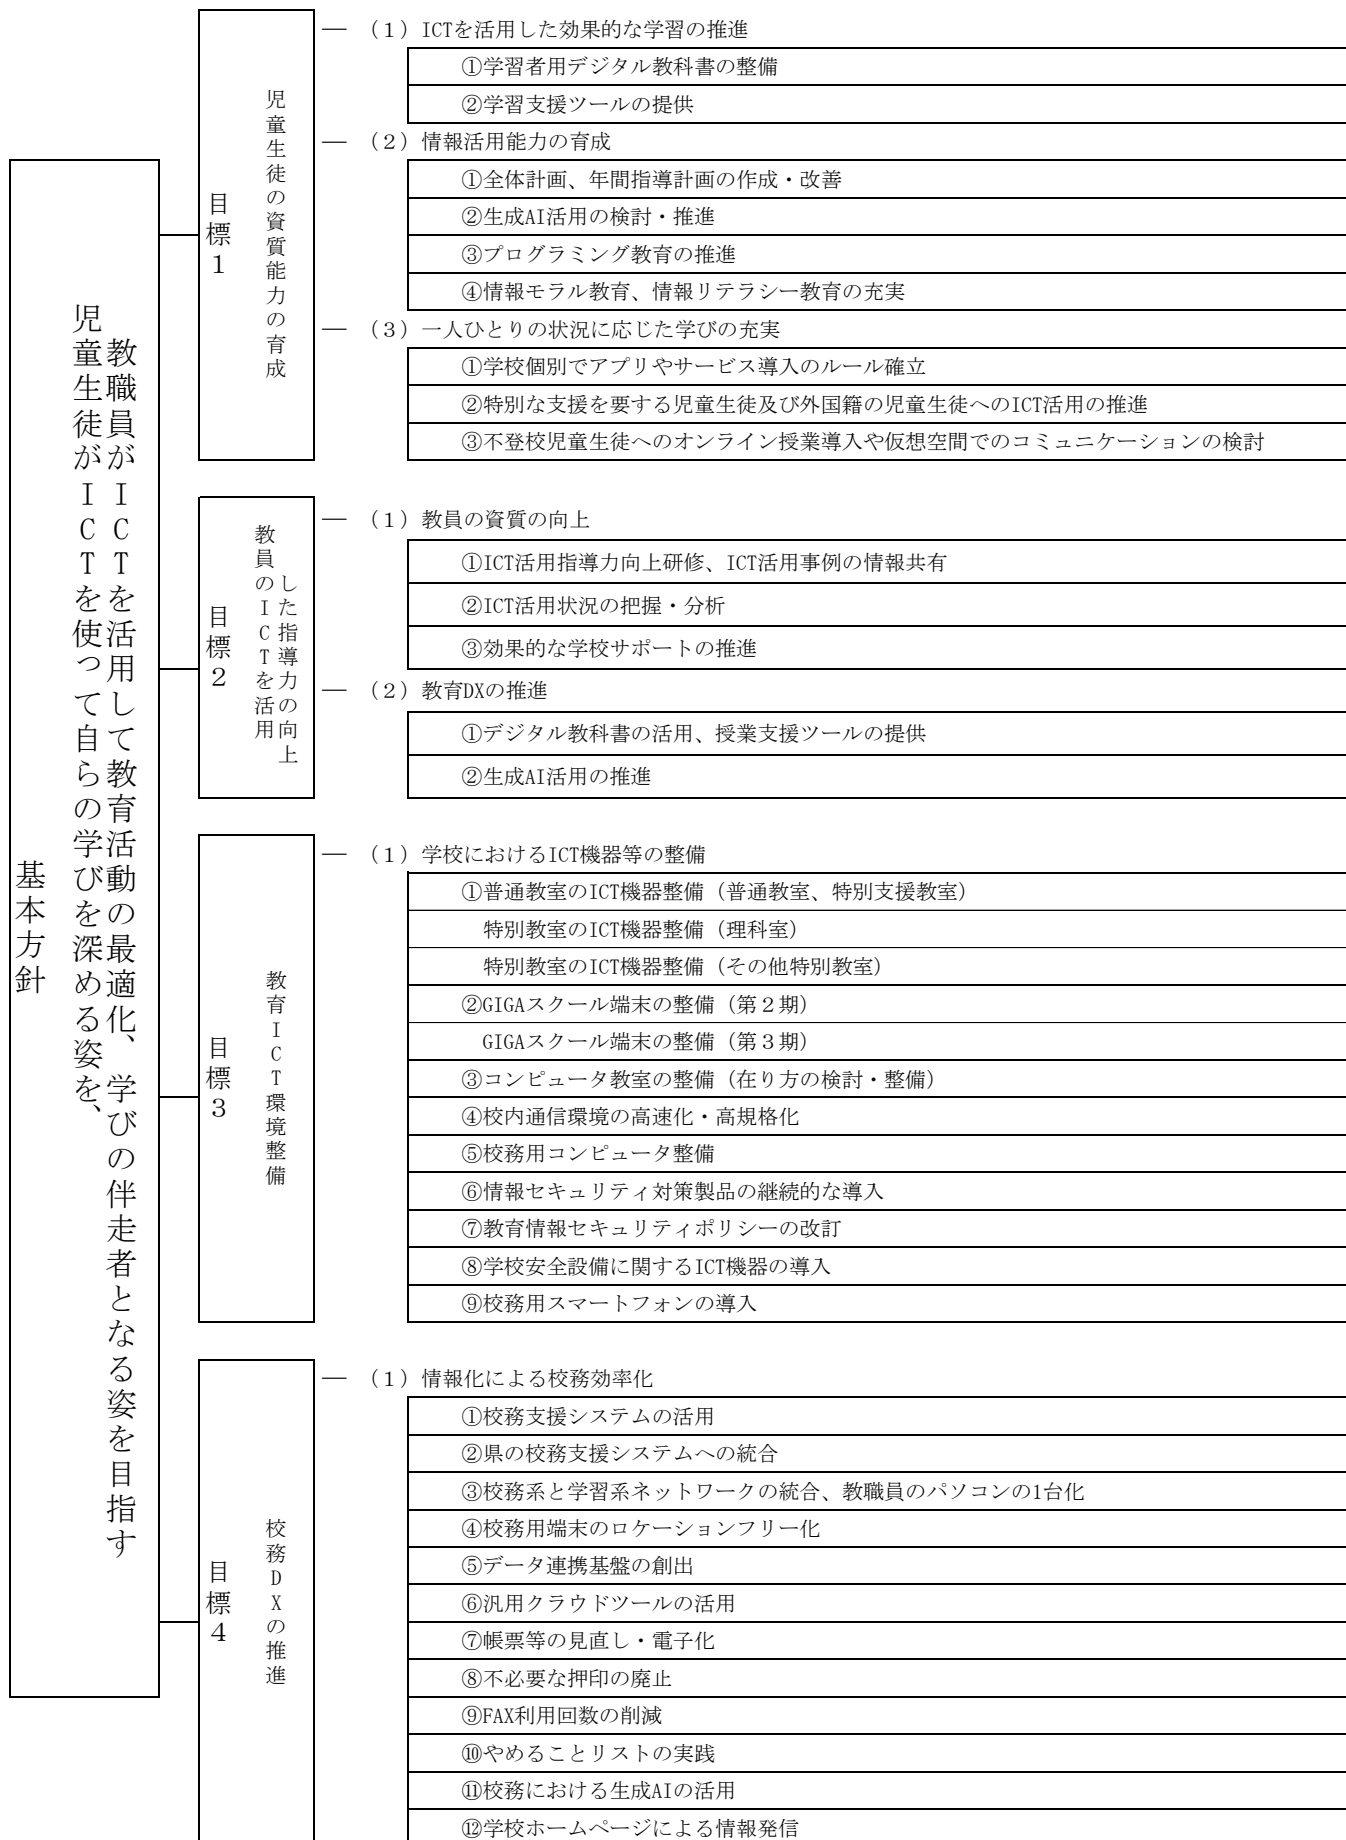 基本方針
児童生徒がＩＣＴを使って自らの学びを深める姿を、
教職員がＩＣＴを活用して教育活動の最適化、学びの伴走者となる姿を目指す
目標１
児童生徒の資質能力の育成
（１）ICTを活用した効果的な学習の推進
①学習者用デジタル教科書の整備
②学習支援ツールの提供
（２）情報活用能力の育成
①全体計画、年間指導計画の作成・改善
②生成AI活用の検討・推進
③プログラミング教育の推進
④情報モラル教育、情報リテラシー教育の充実
（３）一人ひとりの状況に応じた学びの充実
①学校個別でアプリやサービス導入のルール確立
②特別な支援を要する児童生徒及び外国籍の児童生徒へのICT活用の推進
③不登校児童生徒へのオンライン授業導入や仮想空間でのコミュニケーションの検討
目標２
教員のＩＣＴを活用
した指導力の向上
（１）教員の資質の向上
①ICT活用指導力向上研修、ICT活用事例の情報共有
②ICT活用状況の把握・分析
③効果的な学校サポートの推進
（２）教育DXの推進
①デジタル教科書の活用、授業支援ツールの提供
②生成AI活用の推進
目標３
教育ＩＣＴ環境整備
（１）学校におけるICT機器等の整備
①普通教室のICT機器整備（普通教室、特別支援教室）
特別教室のICT機器整備（理科室）
特別教室のICT機器整備（その他特別教室）
②GIGAスクール端末の整備（第２期）
GIGAスクール端末の整備（第３期）
③コンピュータ教室の整備（在り方の検討・整備）
④校内通信環境の高速化・高規格化
⑤校務用コンピュータ整備
⑥情報セキュリティ対策製品の継続的な導入
⑦教育情報セキュリティポリシーの改訂
⑧学校安全設備に関するICT機器の導入
⑨校務用スマートフォンの導入
目標４
校務ＤＸの推進
（１）情報化による校務効率化
①校務支援システムの活用
②県の校務支援システムへの統合
③校務系と学習系ネットワークの統合、教職員のパソコンの1台化
④校務用端末のロケーションフリー化
⑤データ連携基盤の創出
⑥汎用クラウドツールの活用
⑦帳票等の見直し・電子化
⑧不必要な押印の廃止
⑨FAX利用回数の削減
⑩やめることリストの実践
⑪校務における生成AIの活用
⑫学校ホームページによる情報発信